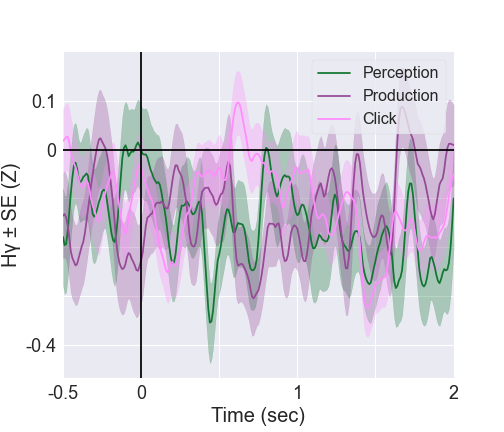 Perception
Production
Click
0.1
0
-0.4
Hγ ± SE (Z)
-0.5 0 1 2
Time (sec)